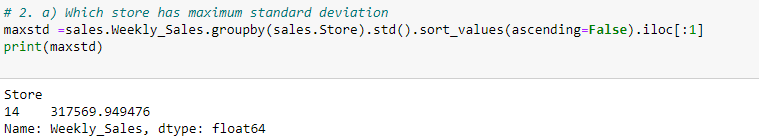 # 2. a) Which store has maximum standard deviation
maxstd =sales.Weekly_Sales.groupby(sales.Store).std().sort_values(ascending=False).iloc[:1]
print(maxstd)
Store
14    317569.949476
Name: Weekly_Sales, dtype: float64